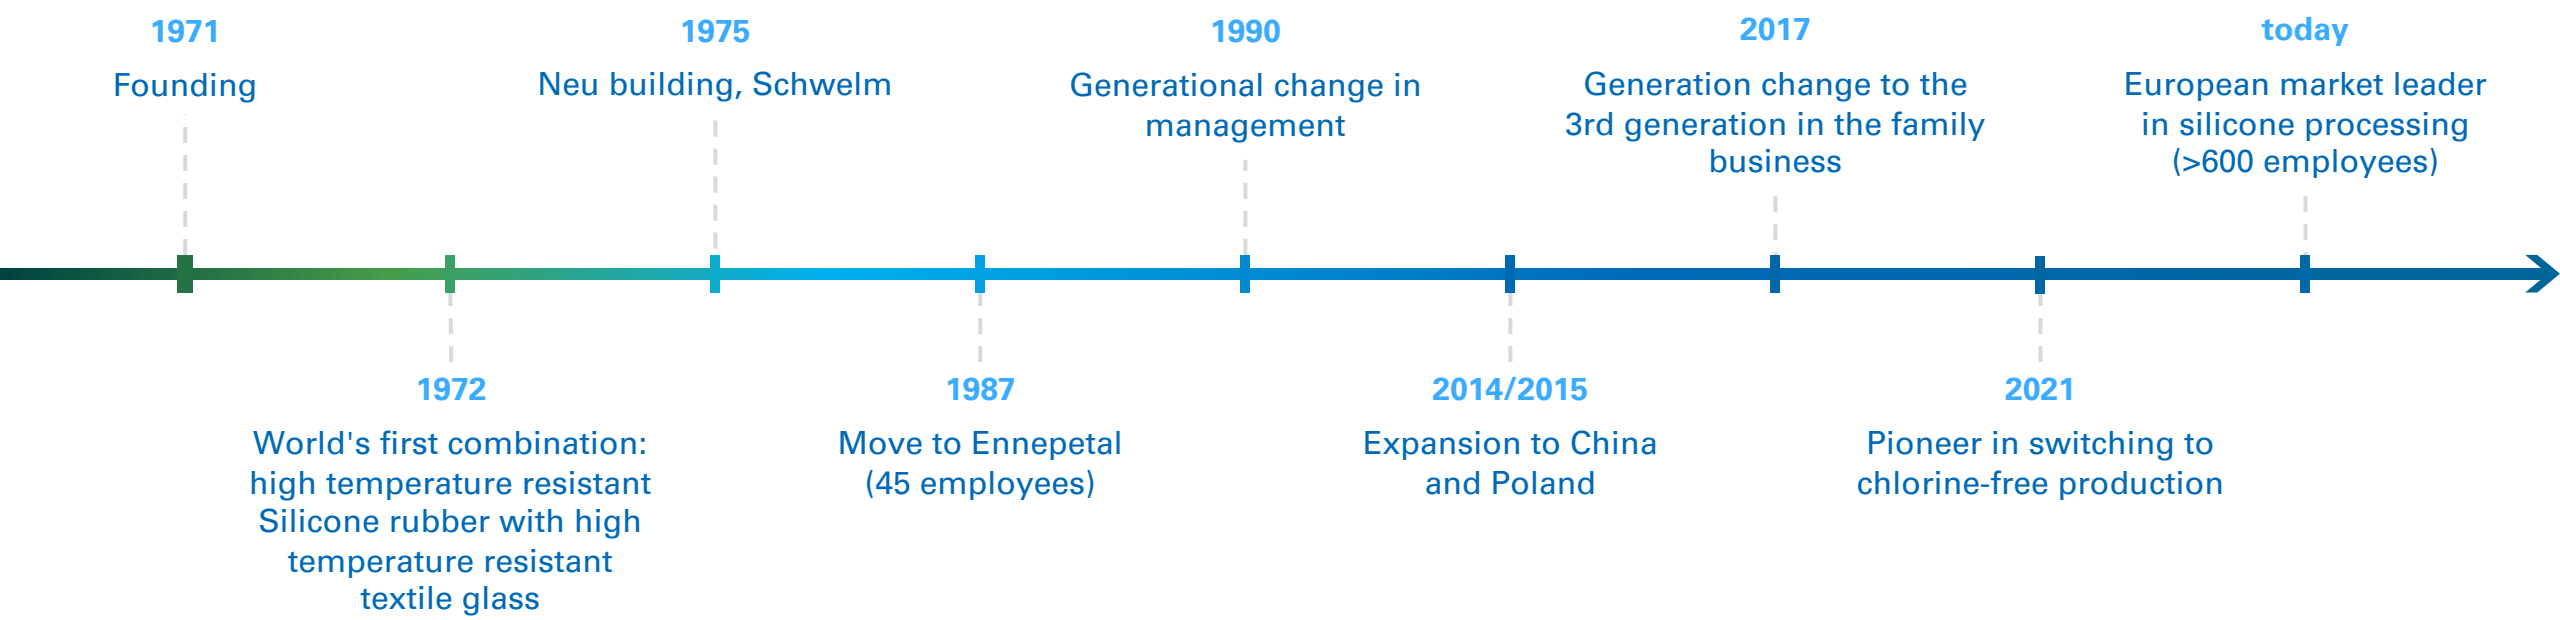 1971
Founding
1972
World's first combination:
high temperature resistant
Silicone rubber with high
temperature resistant
textile glass
1975
Neu building, Schwelm
1987
Move to Ennepetal
(45 employees)
1990
Generational change in
management
2014/2015
Expansion to China
and Poland
2017
Generation change to the
3rd generation in the family
business
2021
Pioneer in switching to
chlorine-free production
today
European market leader
in silicone processing
(>600 employees)